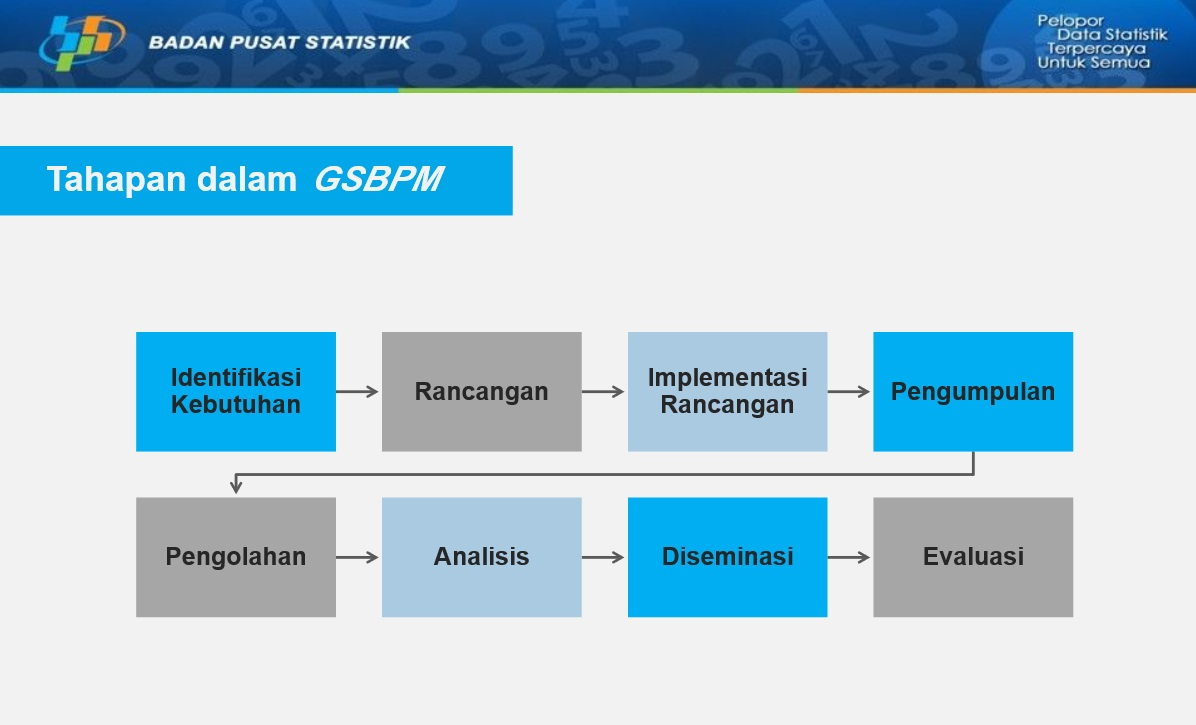 BADAN PUSAT STATISTIK
Pelopor
Data Statistik
Terpercaya
Untuk Semua
Tahapan dalam GSBPM
Identifikasi
Kebutuhan
Rancangan
Implementasi
Rancangan
Pengumpulan
Pengolahan
Analisis
Diseminasi
Evaluasi